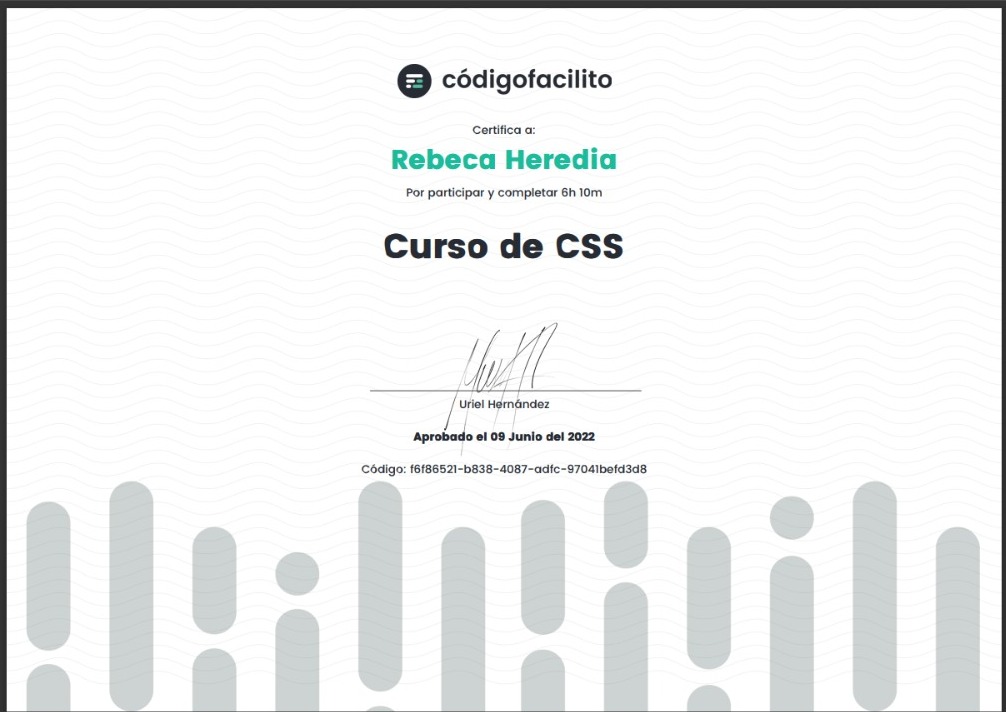 códigofacilito
Certifica a:
Rebeca Heredia
Por participar y completar 6h 10m
Curso de CSS
Uriel Hernández
Aprobado el 09 Junio del 2022
Código: f6f86521-b838-4087-adfc-97041befd3d8